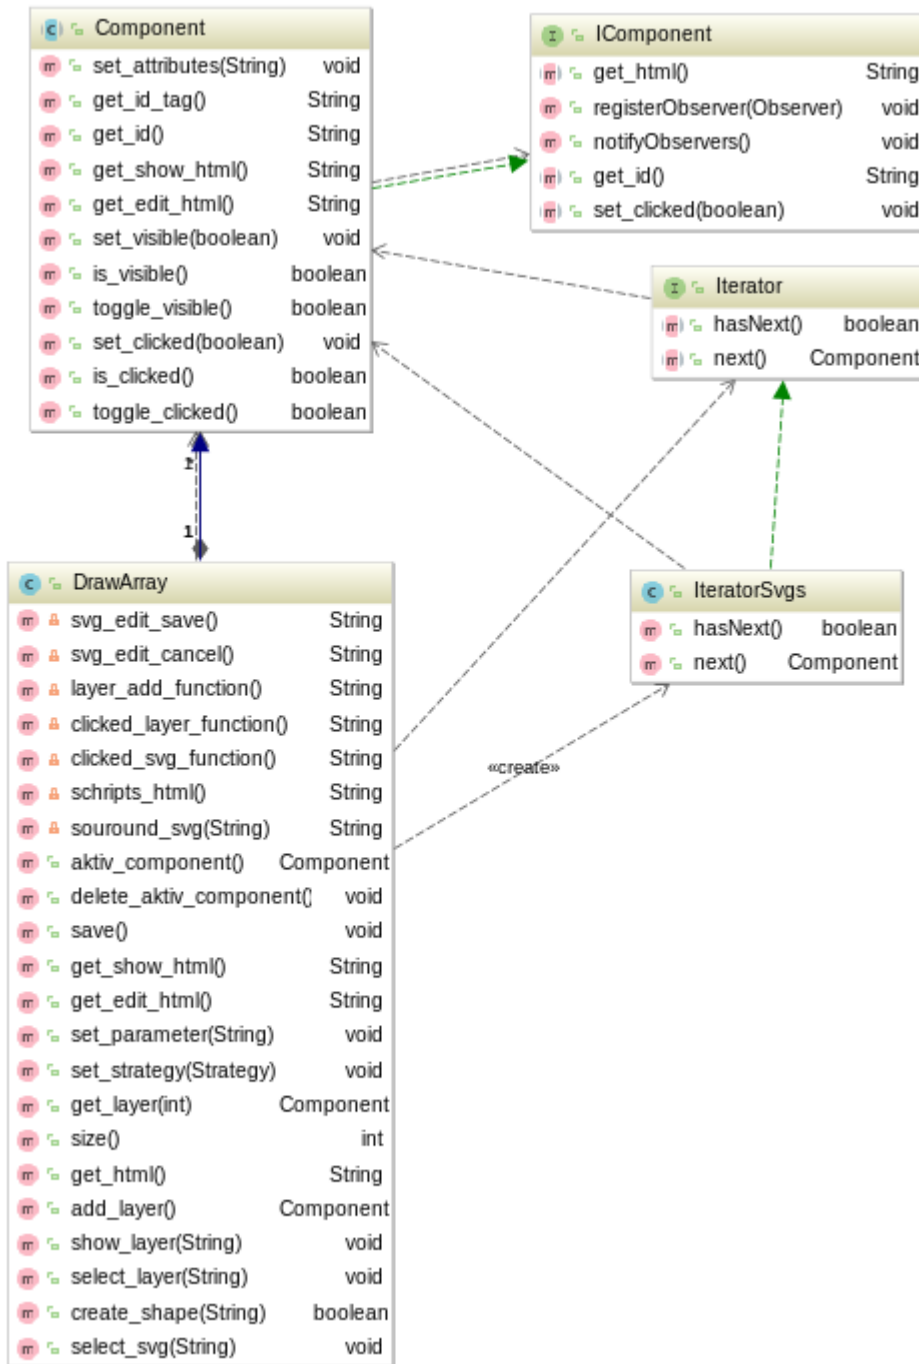 Component
set_attributes(String) void
get_id_tag() String
get_id() String
get_show_html() String
get_edit_html() String
set_visible(boolean) void
is_visible() boolean
toggle_visible() boolean
set_clicked(boolean) void
is_clicked() boolean
toggle_clicked() boolean
IComponent
get_html() String
registerObserver(Observer) void
notifyObservers() void
get_id() String
set_clicked(boolean) void
Iterator
hasNext() boolean
next() Component
1
DrawArray
svg_edit_save() String
svg_edit_cancel() String
layer_add_function() String
clicked_layer_function() String
clicked_svg_function() String
schripts_html() String
souround_svg(String) String
aktiv_component() Component
delete_aktiv_component() void
save() void
get_show_html() String
get_edit_html() String
set_parameter(String) void
set_strategy(Strategy) void
get_layer(int) Component
size() int
get_html() String
add_layer() Component
show_layer(String) void
select_layer(String) void
create_shape(String) boolean
select_svg(String) void
IteratorSvgs
hasNext() boolean
next() Component
«create»